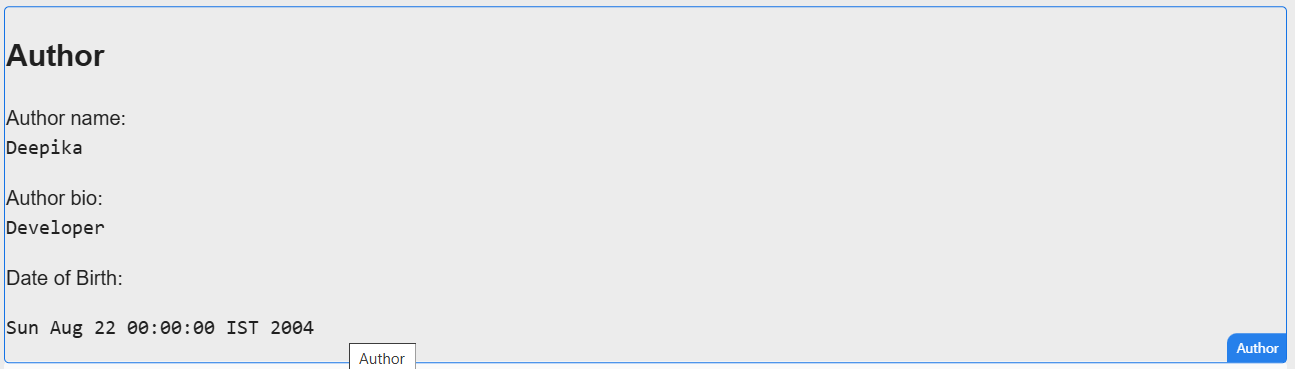 Author
Author name:
Deepika
Author bio:
Developer
Date of Birth:
Sun Aug 22 00:00:00 IST 2004
Author
Author